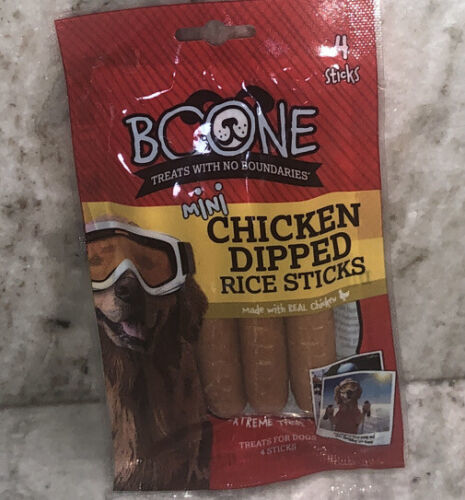 4
Sticks
BOONE
TREATS WITH NO BOUNDARIES
mini
CHICKEN
DIPPED
RICE STICKS
Made with REAL Chicken
TREATS FOR DOGS
4 STICKS